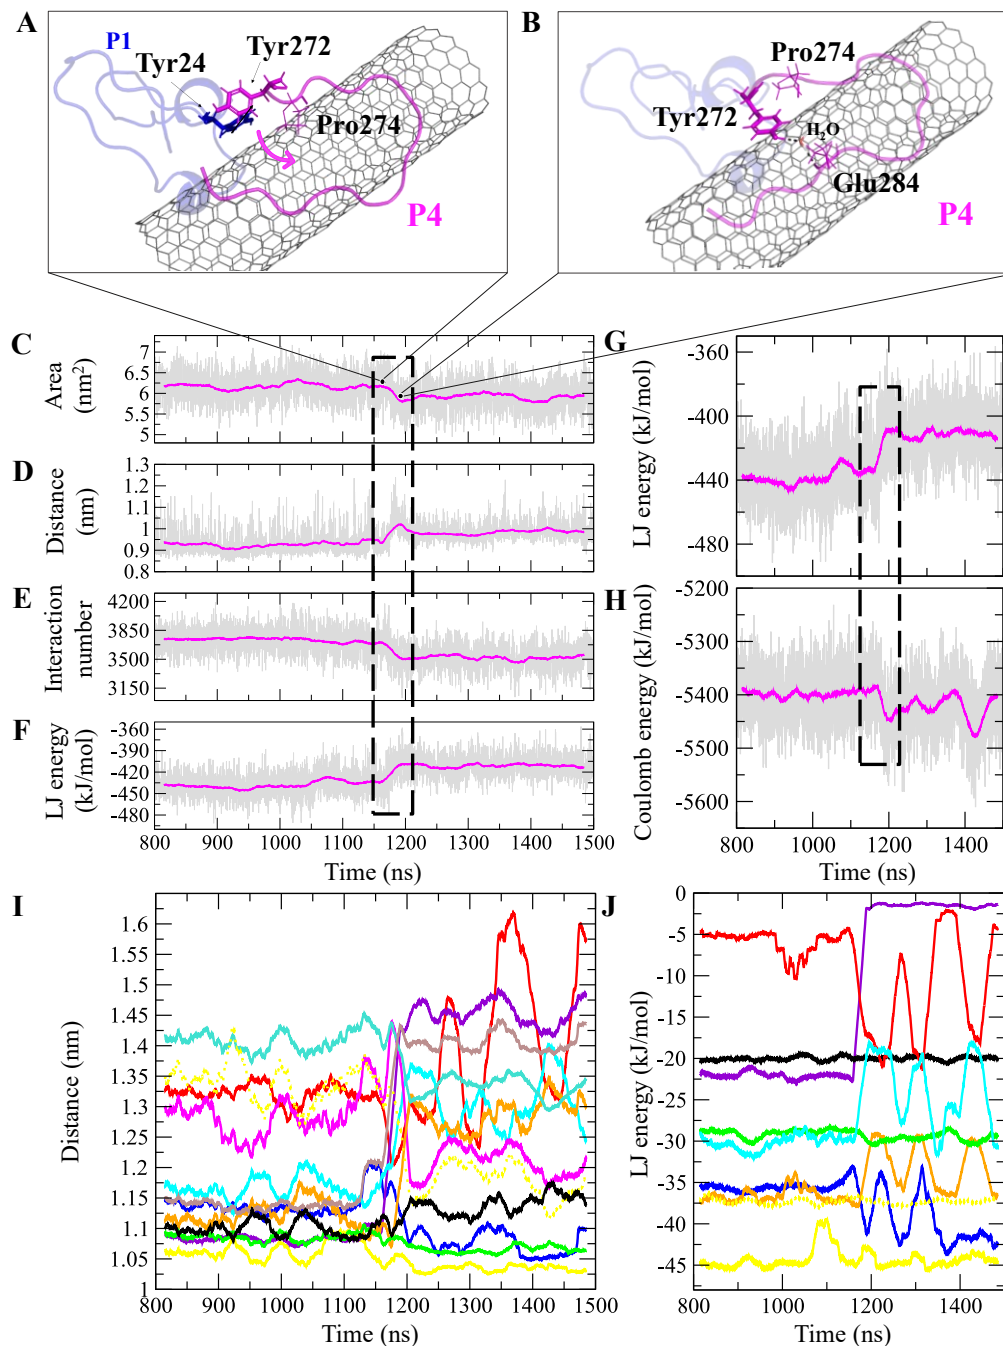 A
P1
Tyr24
Tyr272
Pro274
P4
B
Pro274
Tyr272
H₂O
Glu284
P4
C
Area
(nm²)
7
6.5
6
5.5
5
D
Distance
(nm)
1.3
1.2
1.1
1
0.9
0.8
E
Interaction
number
4200
3850
3500
3150
F
LJ energy
(kJ/mol)
-360
-390
-420
-450
-480
800 900 1000 1100 1200 1300 1400 1500
Time (ns)
G
LJ energy (kJ/mol)
-360
-400
-440
-480
H
Coulomb energy (kJ/mol)
-5200
-5300
-5400
-5500
-5600
800 1000 1200 1400
Time (ns)
I
Distance (nm)
1.6
1.55
1.5
1.45
1.4
1.35
1.3
1.25
1.2
1.15
1.1
1.05
1
800 900 1000 1100 1200 1300 1400 1500
Time (ns)
J
LJ energy (kJ/mol)
0
-5
-10
-15
-20
-25
-30
-35
-40
-45
800 1000 1200 1400
Time (ns)